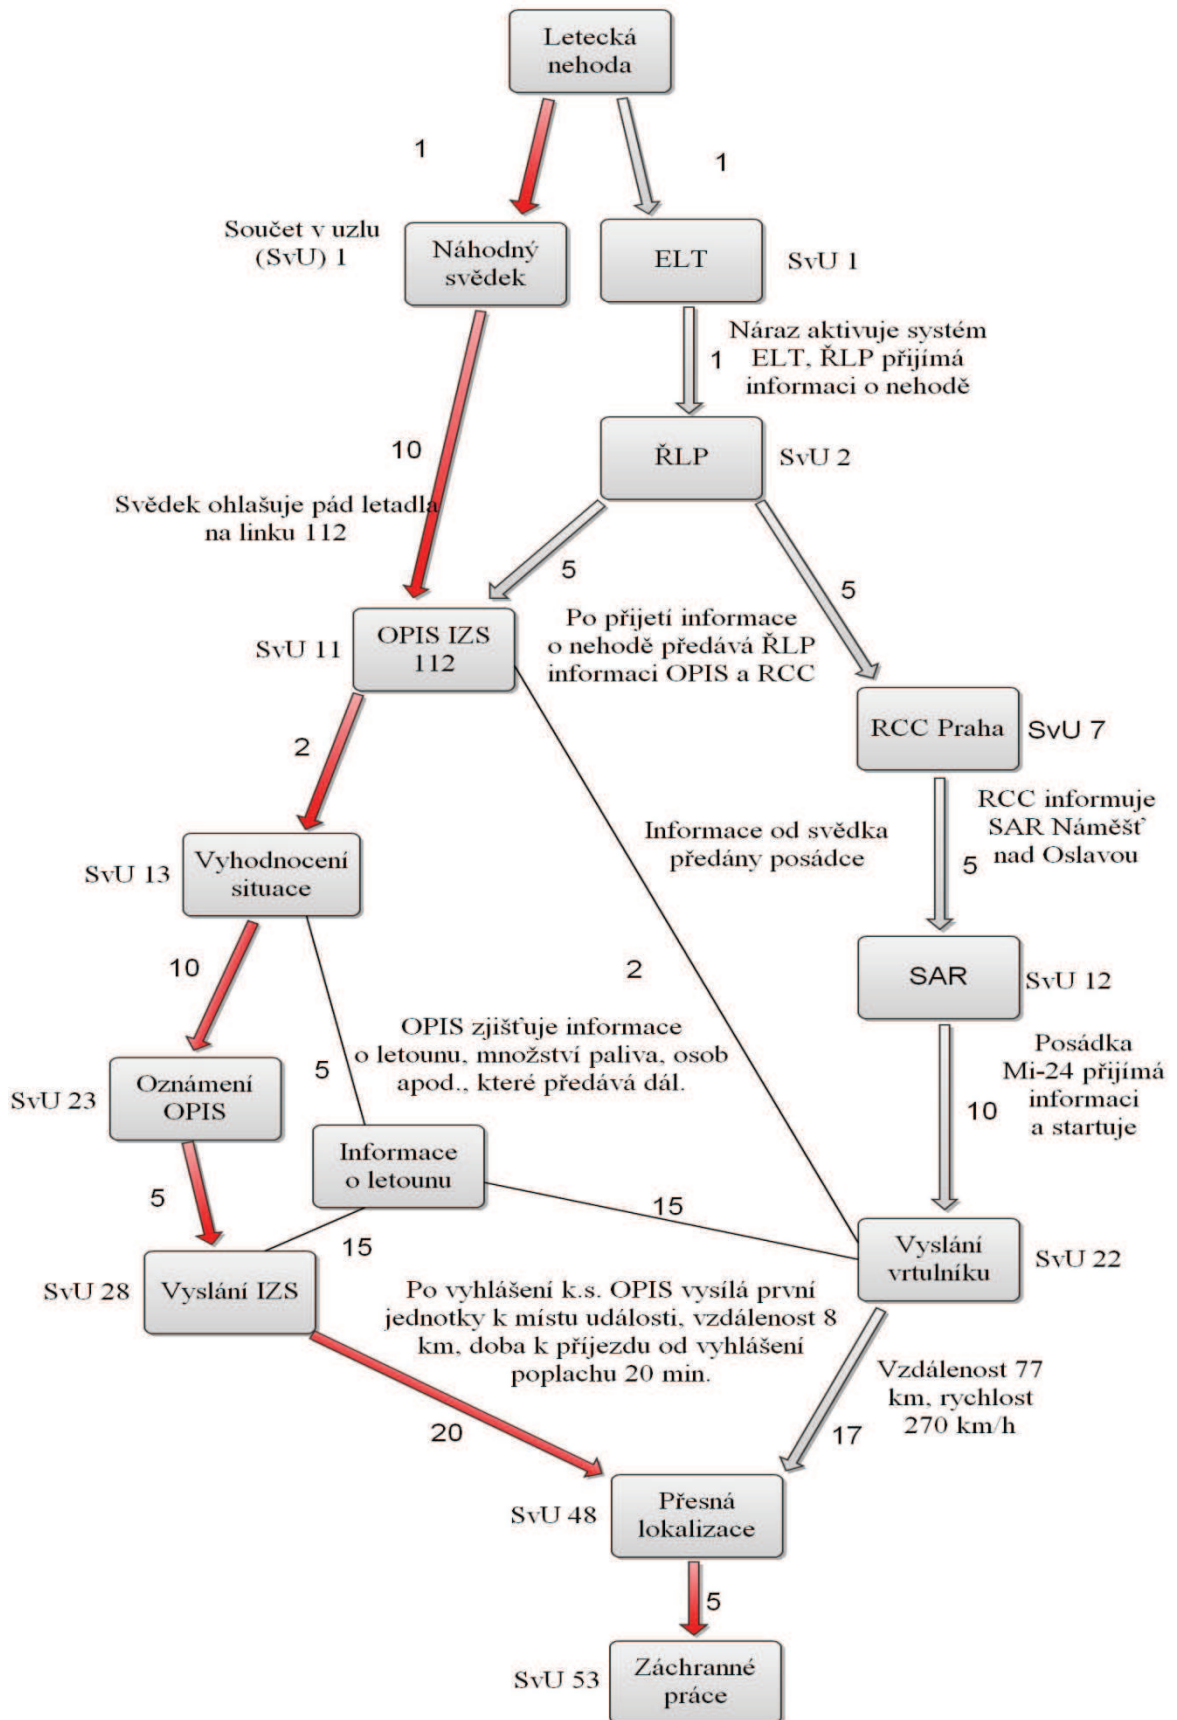 Letecká
nehoda
1
1
Součet v uzlu
(SvU) 1
Náhodný
svědek
ELT
SvU 1
Náraz aktivuje systém
ELT, ŘLP přijímá
informaci o nehodě
1
10
ŘLP
SvU 2
Svědek ohlašuje pád letadla
na linku 112
5
5
Po přijetí informace
o nehodě předává ŘLP
informaci OPIS a RCC
SvU 11
OPIS IZS
112
RCC Praha
SvU 7
2
RCC informuje
SAR Náměšť
nad Oslavou
5
Informace od svědka
předány posádce
SvU 13
Vyhodnocení
situace
10
2
SAR
SvU 12
OPIS zjišťuje informace
o letounu, množství paliva, osob
apod., které předává dál.
5
Posádka
Mi-24 přijímá
informaci
a startuje
10
SvU 23
Oznámení
OPIS
Informace
o letounu
5
15
15
SvU 28
Vyslání IZS
Vyslání
vrtulníku
SvU 22
Po vyhlášení k.s. OPIS vysílá první
jednotky k místu události, vzdálenost 8
km, doba k příjezdu od vyhlášení
poplachu 20 min.
Vzdálenost 77
km, rychlost
270 km/h
20
17
SvU 48
Přesná
lokalizace
5
SvU 53
Záchranné
práce